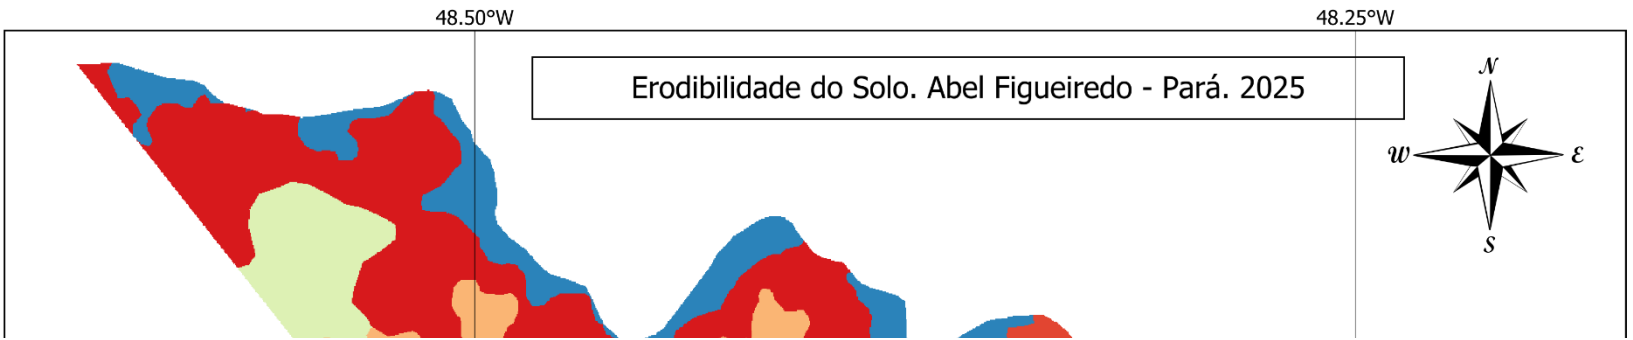 48.50°W 48.25°W
Erodibilidade do Solo. Abel Figueiredo - Pará. 2025
N
W E
S